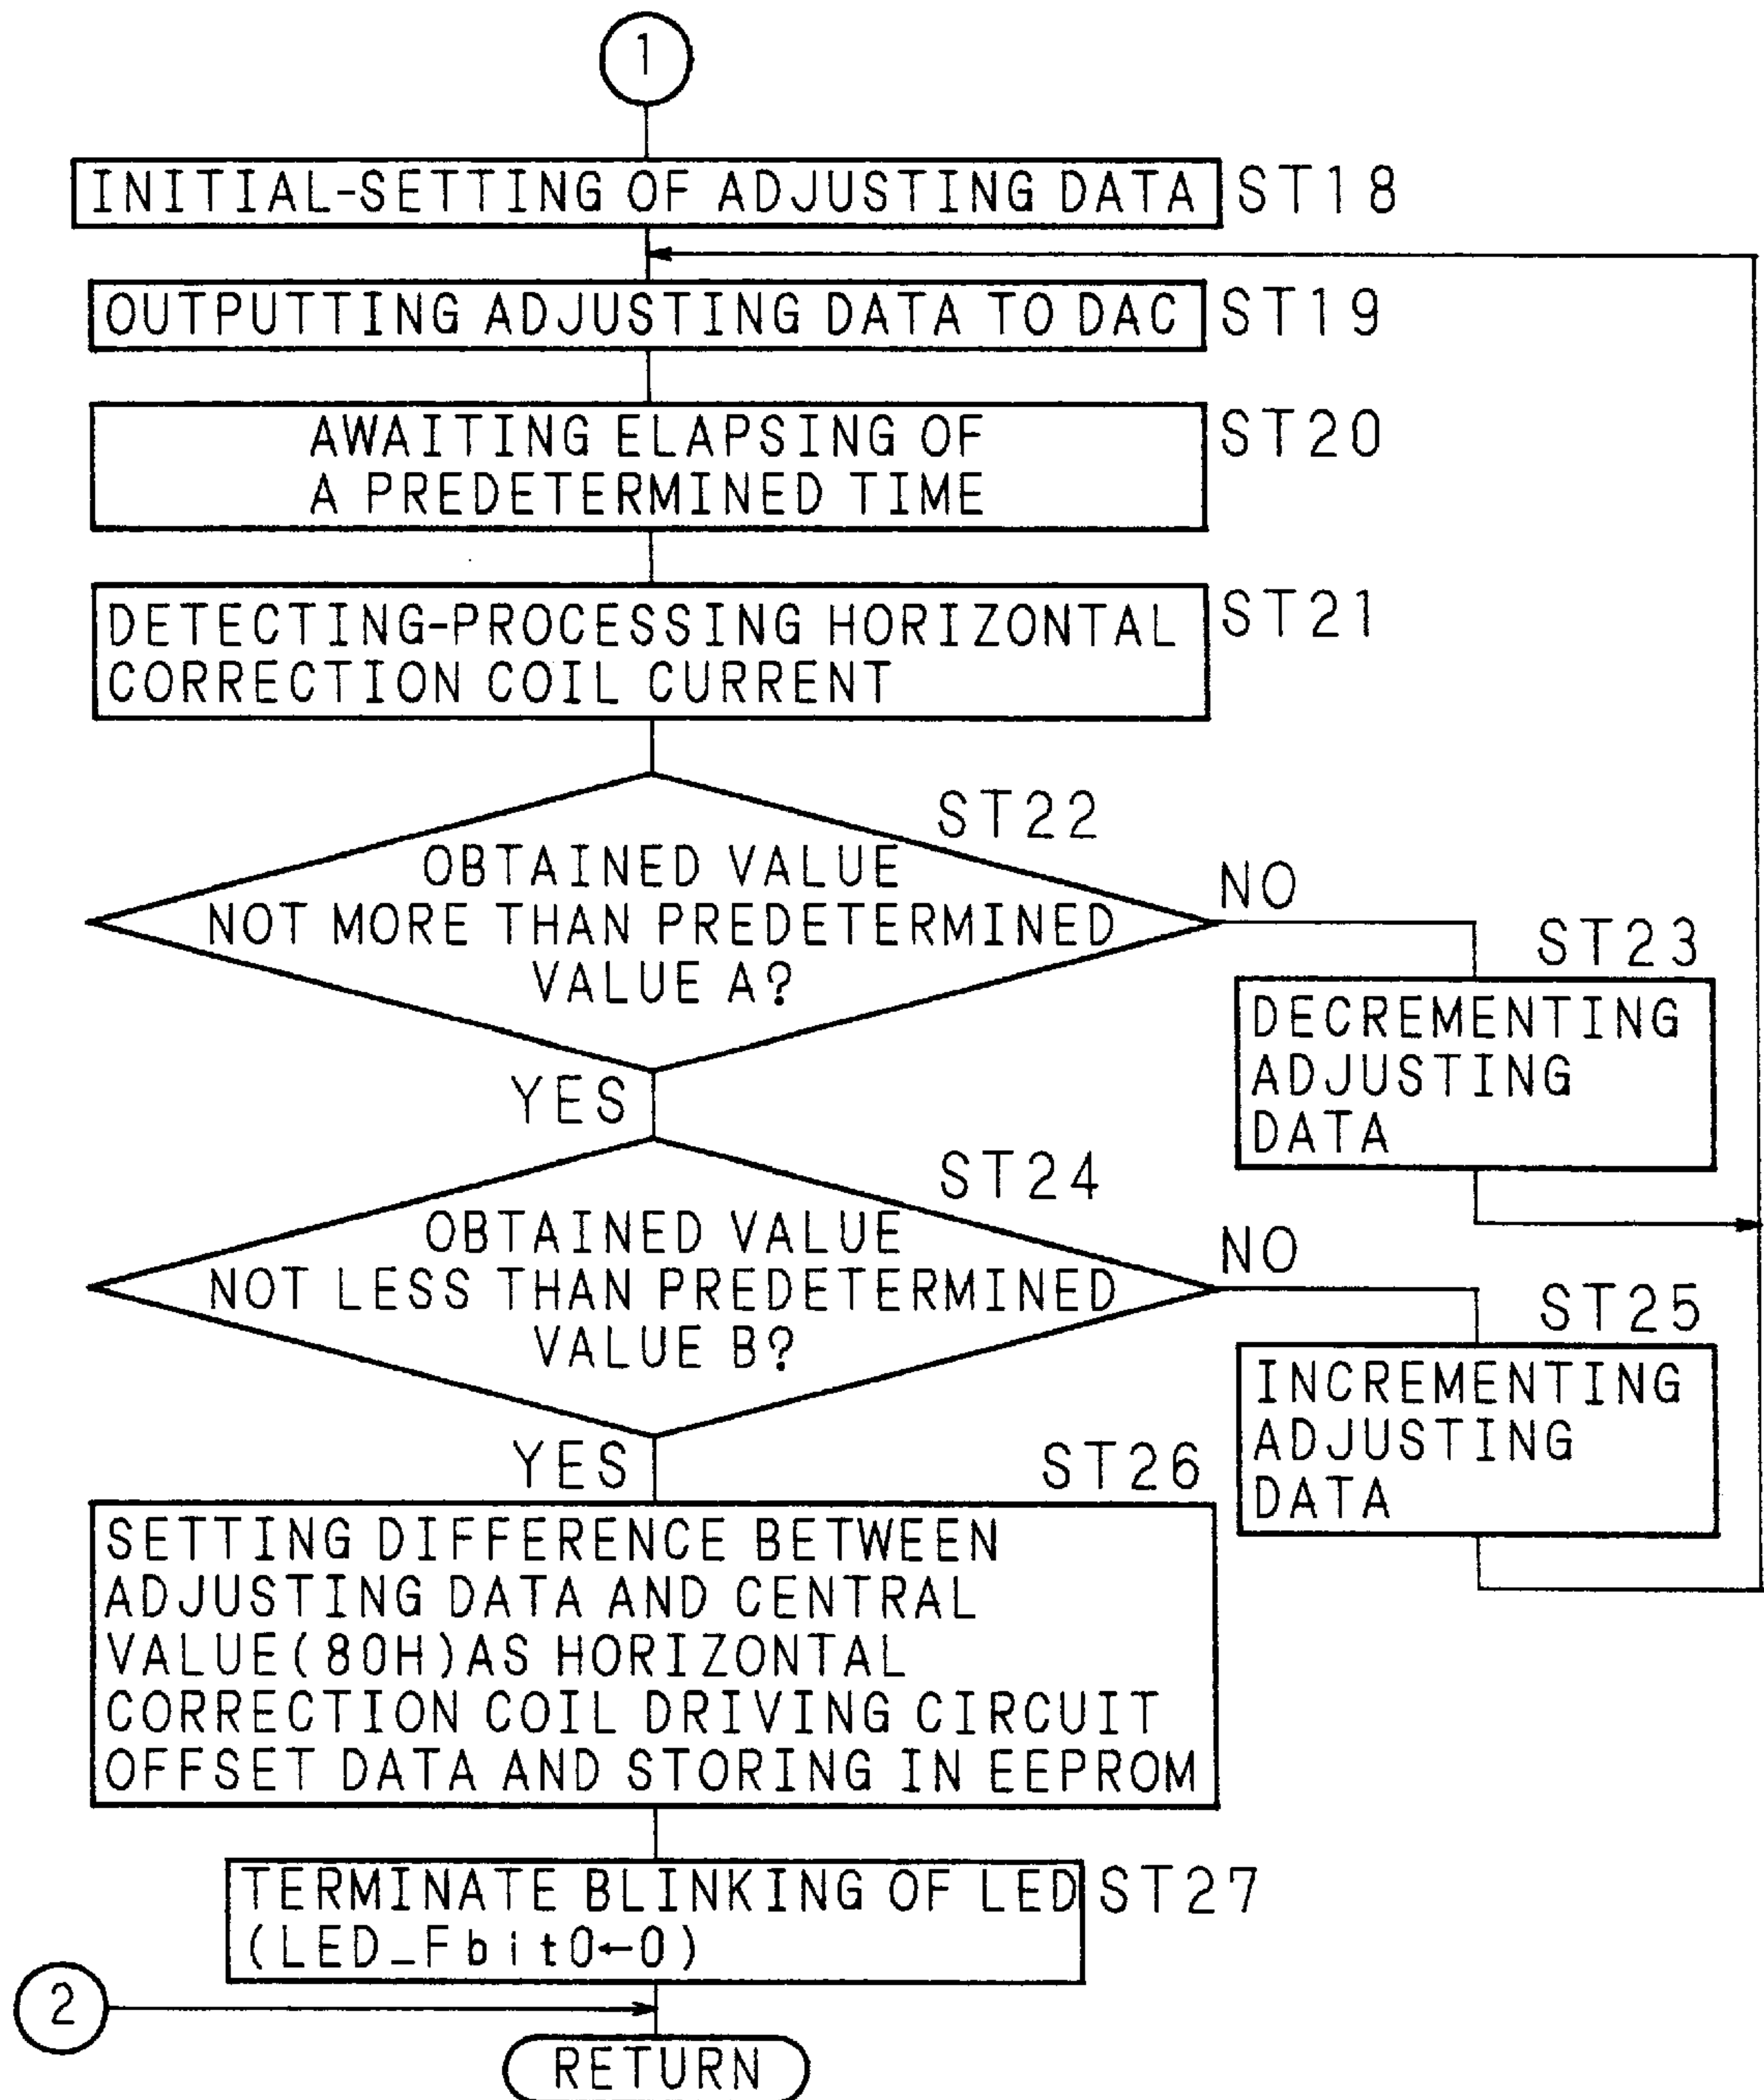 1
INITIAL-SETTING OF ADJUSTING DATA ST18
OUTPUTTING ADJUSTING DATA TO DAC ST19
AWAITING ELAPSING OF ST20
A PREDETERMINED TIME
DETECTING-PROCESSING HORIZONTAL ST21
CORRECTION COIL CURRENT
ST22
OBTAINED VALUE
NOT MORE THAN PREDETERMINED
VALUE A?
NO
ST23
DECREMENTING
ADJUSTING
DATA
YES
ST24
OBTAINED VALUE
NOT LESS THAN PREDETERMINED
VALUE B?
NO
ST25
INCREMENTING
ADJUSTING
DATA
YES
ST26
SETTING DIFFERENCE BETWEEN
ADJUSTING DATA AND CENTRAL
VALUE(80H)AS HORIZONTAL
CORRECTION COIL DRIVING CIRCUIT
OFFSET DATA AND STORING IN EEPROM
TERMINATE BLINKING OF LED ST27
(LED_Fbit0←0)
2
RETURN